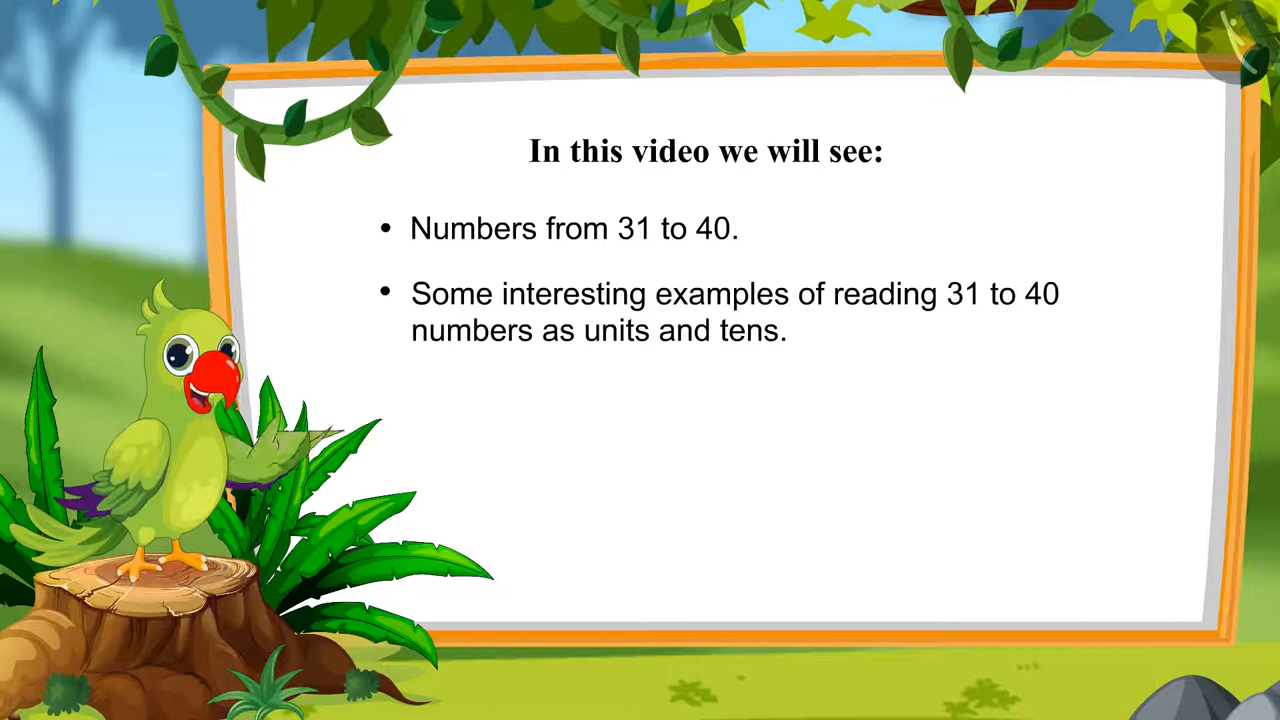 In this video we will see:
• Numbers from 31 to 40.
• Some interesting examples of reading 31 to 40
numbers as units and tens.